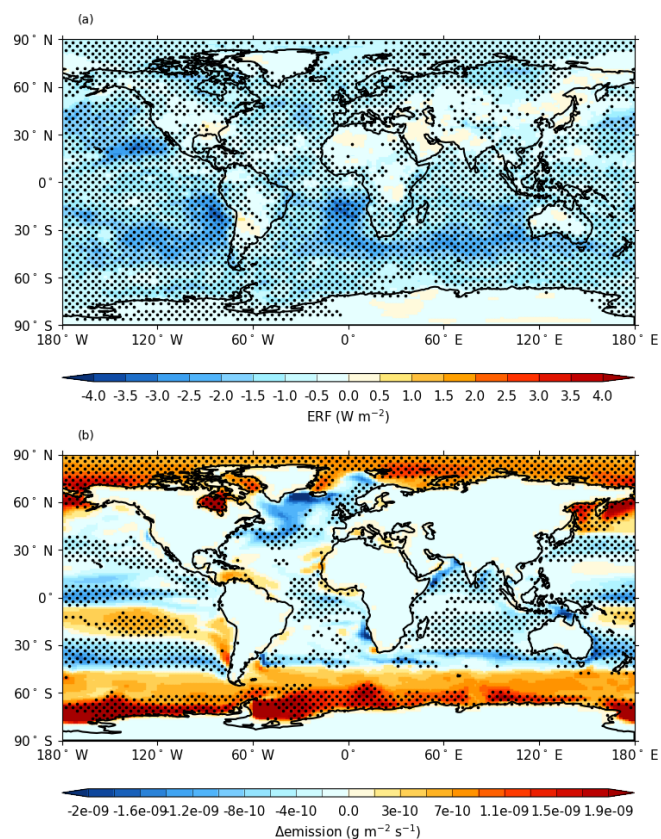 (a)
90° N
60° N
30° N
0°
30° S
60° S
90° S
180° W 120° W 60° W 0° 60° E 120° E 180° E
-4.0 -3.5 -3.0 -2.5 -2.0 -1.5 -1.0 -0.5 0.0 0.5 1.0 1.5 2.0 2.5 3.0 3.5 4.0
ERF (W m⁻²)
(b)
90° N
60° N
30° N
0°
30° S
60° S
90° S
180° W 120° W 60° W 0° 60° E 120° E 180° E
-2e-09 -1.6e-09 -1.2e-09 -8e-10 -4e-10 0.0 3e-10 7e-10 1.1e-09 1.5e-09 1.9e-09
Δemission (g m⁻² s⁻¹)